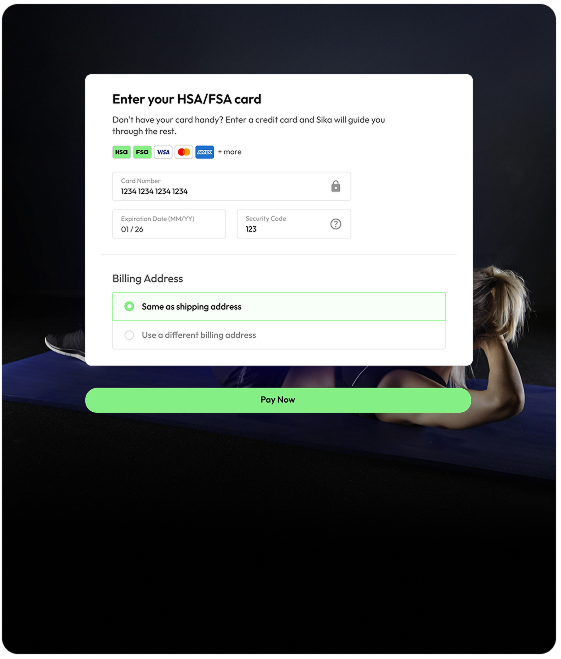 Enter your HSA/FSA card
Don't have your card handy? Enter a credit card and Sika will guide you
through the rest.
HSA FSA VISA AMEX + more
Card Number
1234 1234 1234 1234
Expiration Date (MM/YY) Security Code
01 / 26 123
Billing Address
Same as shipping address
Use a different billing address
Pay Now